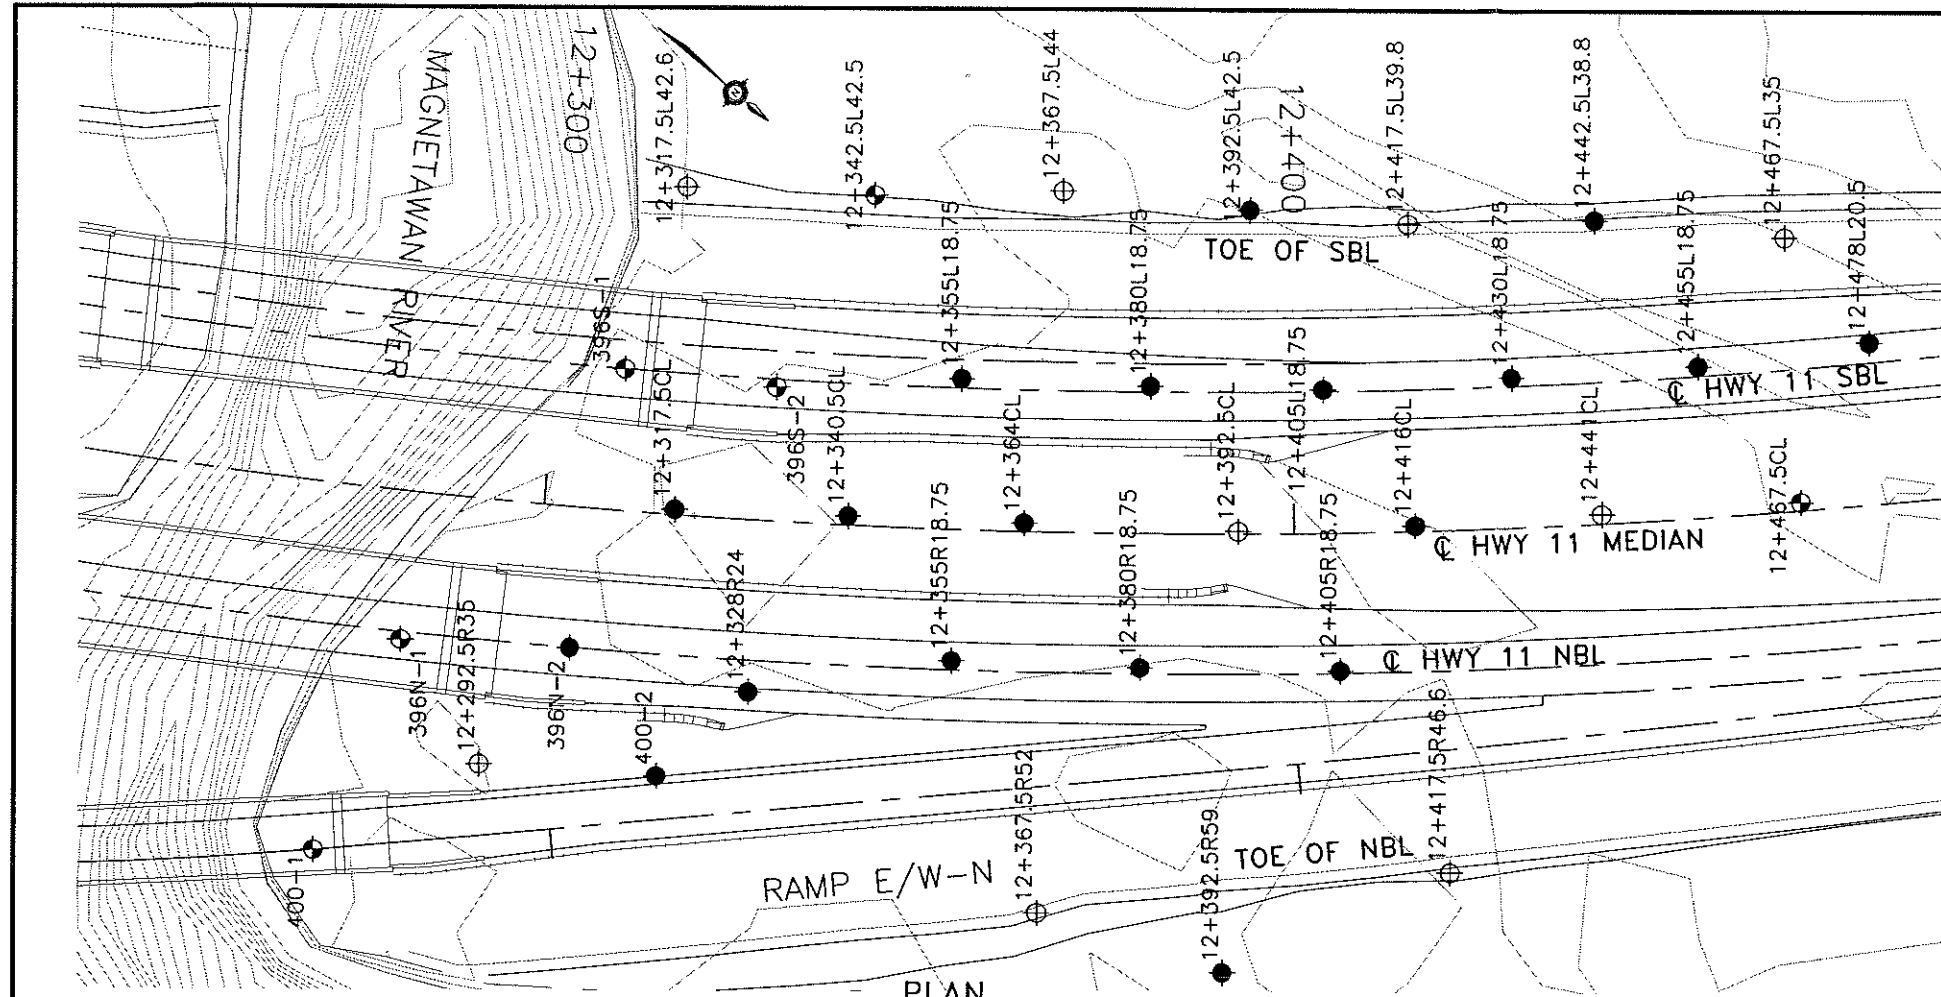 MAGNETAWAN RIVER
12+300
12+317.5L42.6
12+342.5L42.5
12+367.5L44
12+392.5L42.5
12+400
12+417.5L39.8
12+442.5L38.8
12+467.5L35
TOE OF SBL
396S-1
396S-2
12+355L18.75
12+380L18.75
12+405L18.75
12+430L18.75
12+455L18.75
12+478L20.5
℄ HWY 11 SBL
12+317.5CL
12+340.5CL
12+364CL
12+392.5CL
12+416CL
12+441CL
12+467.5CL
℄ HWY 11 MEDIAN
396N-1
12+292.5R35
396N-2
12+328R24
12+355R18.75
12+380R18.75
12+405R18.75
℄ HWY 11 NBL
400-1
400-2
RAMP E/W-N
12+367.5R52
12+392.5R59
TOE OF NBL
12+417.5R46.6
PLAN